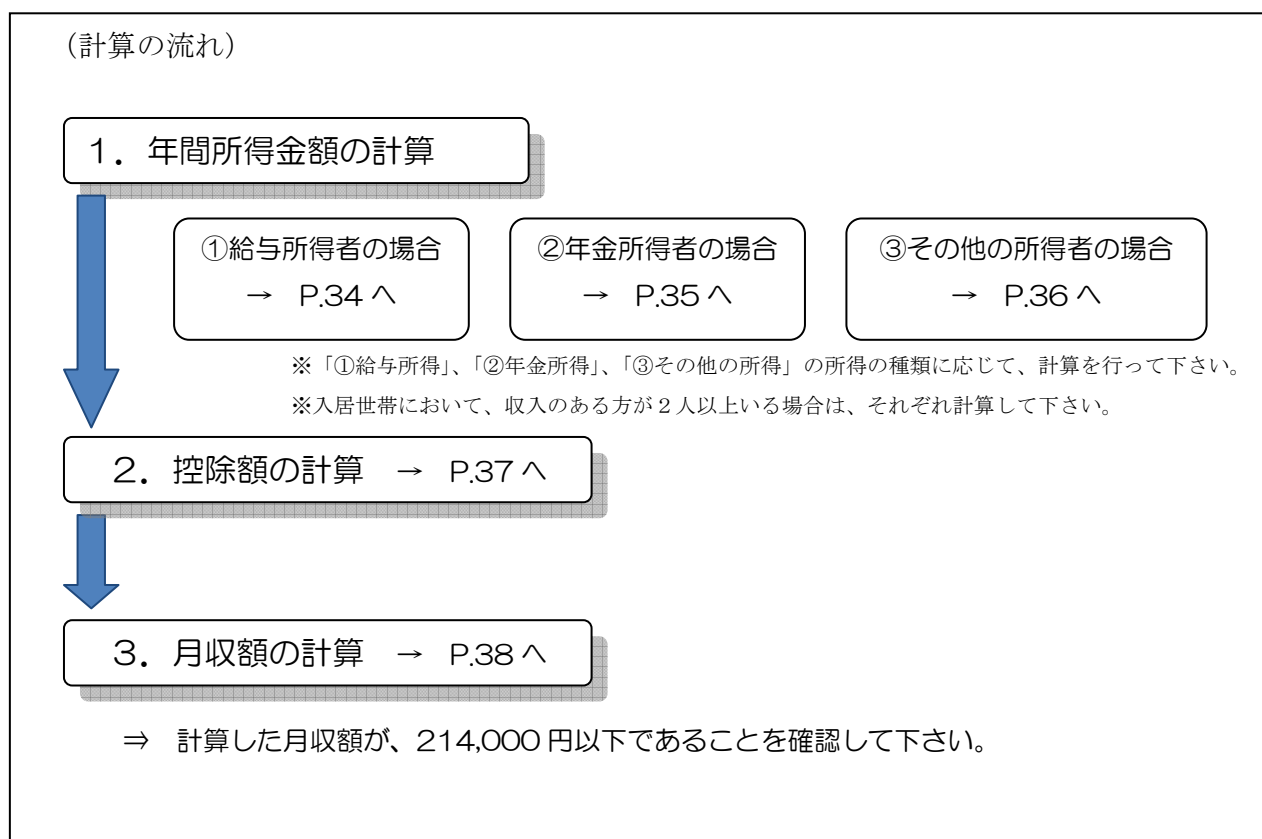 （計算の流れ）
１．年間所得金額の計算
①給与所得者の場合
→ P.34 へ
②年金所得者の場合
→ P.35 へ
③その他の所得者の場合
→ P.36 へ
※「①給与所得」、「②年金所得」、「③その他の所得」の所得の種類に応じて、計算を行って下さい。
※入居世帯において、収入のある方が２人以上いる場合は、それぞれ計算して下さい。
２．控除額の計算 → P.37 へ
３．月収額の計算 → P.38 へ
⇒ 計算した月収額が、214,000 円以下であることを確認して下さい。